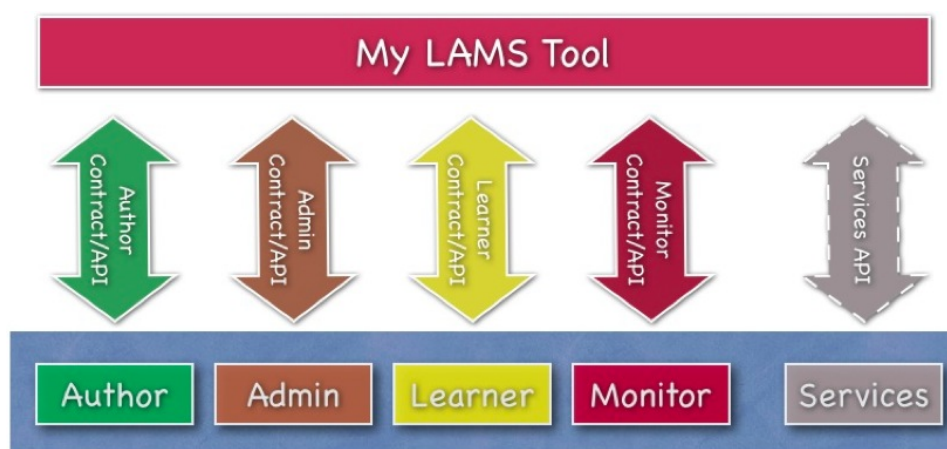 My LAMS Tool
Author
Contract/API
Admin
Contract/API
Learner
Contract/API
Monitor
Contract/API
Services API
Author
Admin
Learner
Monitor
Services